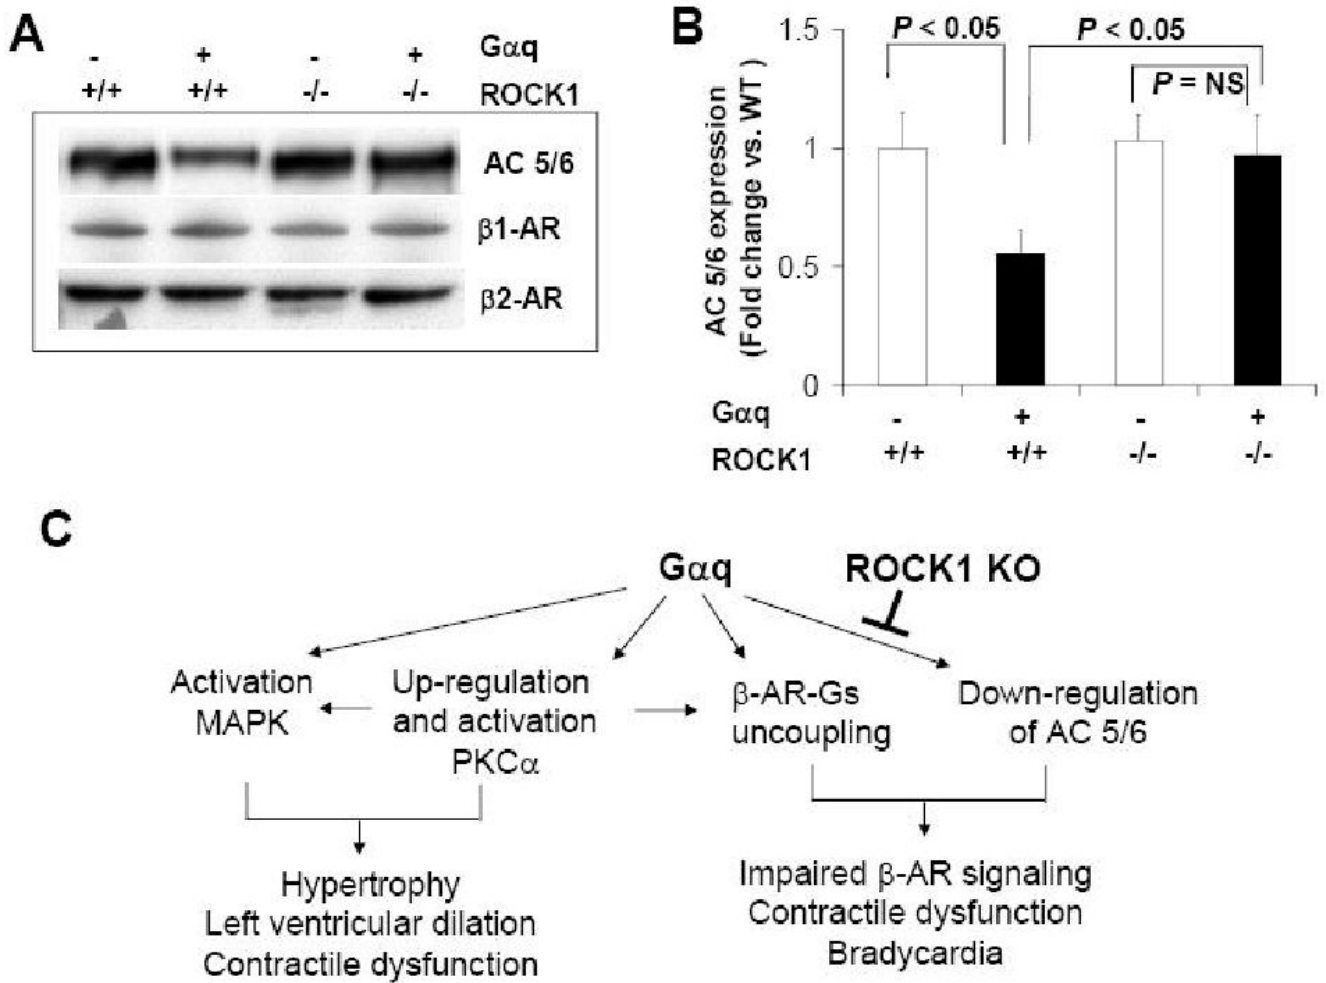 A
- + - + Gαq
+/+ +/+ -/- -/- ROCK1
AC 5/6
β1-AR
β2-AR
B
AC 5/6 expression
(Fold change vs. WT )
1.5
1
0.5
0
P < 0.05
P < 0.05
P = NS
Gαq - + - +
ROCK1 +/+ +/+ -/- -/-
C
Gαq
ROCK1 KO
Activation
MAPK
Up-regulation
and activation
PKCα
β-AR-Gs
uncoupling
Down-regulation
of AC 5/6
Hypertrophy
Left ventricular dilation
Contractile dysfunction
Impaired β-AR signaling
Contractile dysfunction
Bradycardia